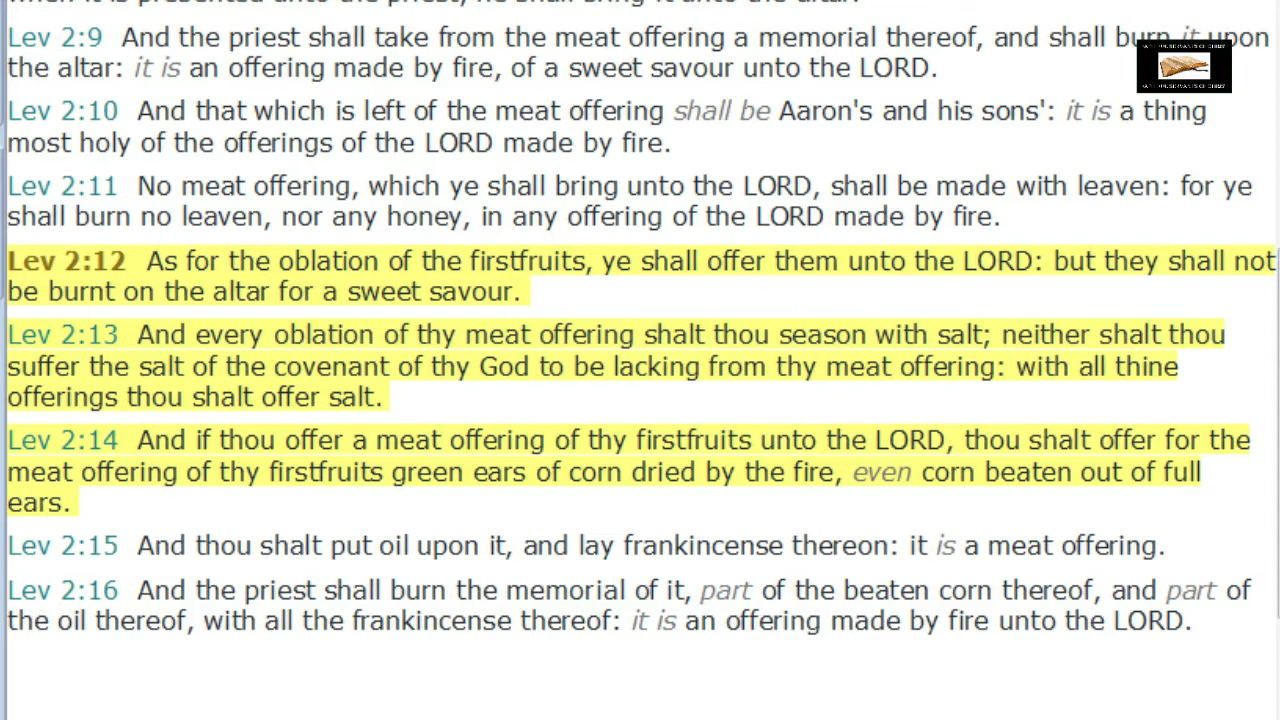 when it is presented unto the priest, he shall bring it unto the altar.
Lev 2:9 And the priest shall take from the meat offering a memorial thereof, and shall burn it upon
the altar: it is an offering made by fire, of a sweet savour unto the LORD.
Lev 2:10 And that which is left of the meat offering shall be Aaron's and his sons': it is a thing
most holy of the offerings of the LORD made by fire.
Lev 2:11 No meat offering, which ye shall bring unto the LORD, shall be made with leaven: for ye
shall burn no leaven, nor any honey, in any offering of the LORD made by fire.
Lev 2:12 As for the oblation of the firstfruits, ye shall offer them unto the LORD: but they shall not
be burnt on the altar for a sweet savour.
Lev 2:13 And every oblation of thy meat offering shalt thou season with salt; neither shalt thou
suffer the salt of the covenant of thy God to be lacking from thy meat offering: with all thine
offerings thou shalt offer salt.
Lev 2:14 And if thou offer a meat offering of thy firstfruits unto the LORD, thou shalt offer for the
meat offering of thy firstfruits green ears of corn dried by the fire, even corn beaten out of full
ears.
Lev 2:15 And thou shalt put oil upon it, and lay frankincense thereon: it is a meat offering.
Lev 2:16 And the priest shall burn the memorial of it, part of the beaten corn thereof, and part of
the oil thereof, with all the frankincense thereof: it is an offering made by fire unto the LORD.